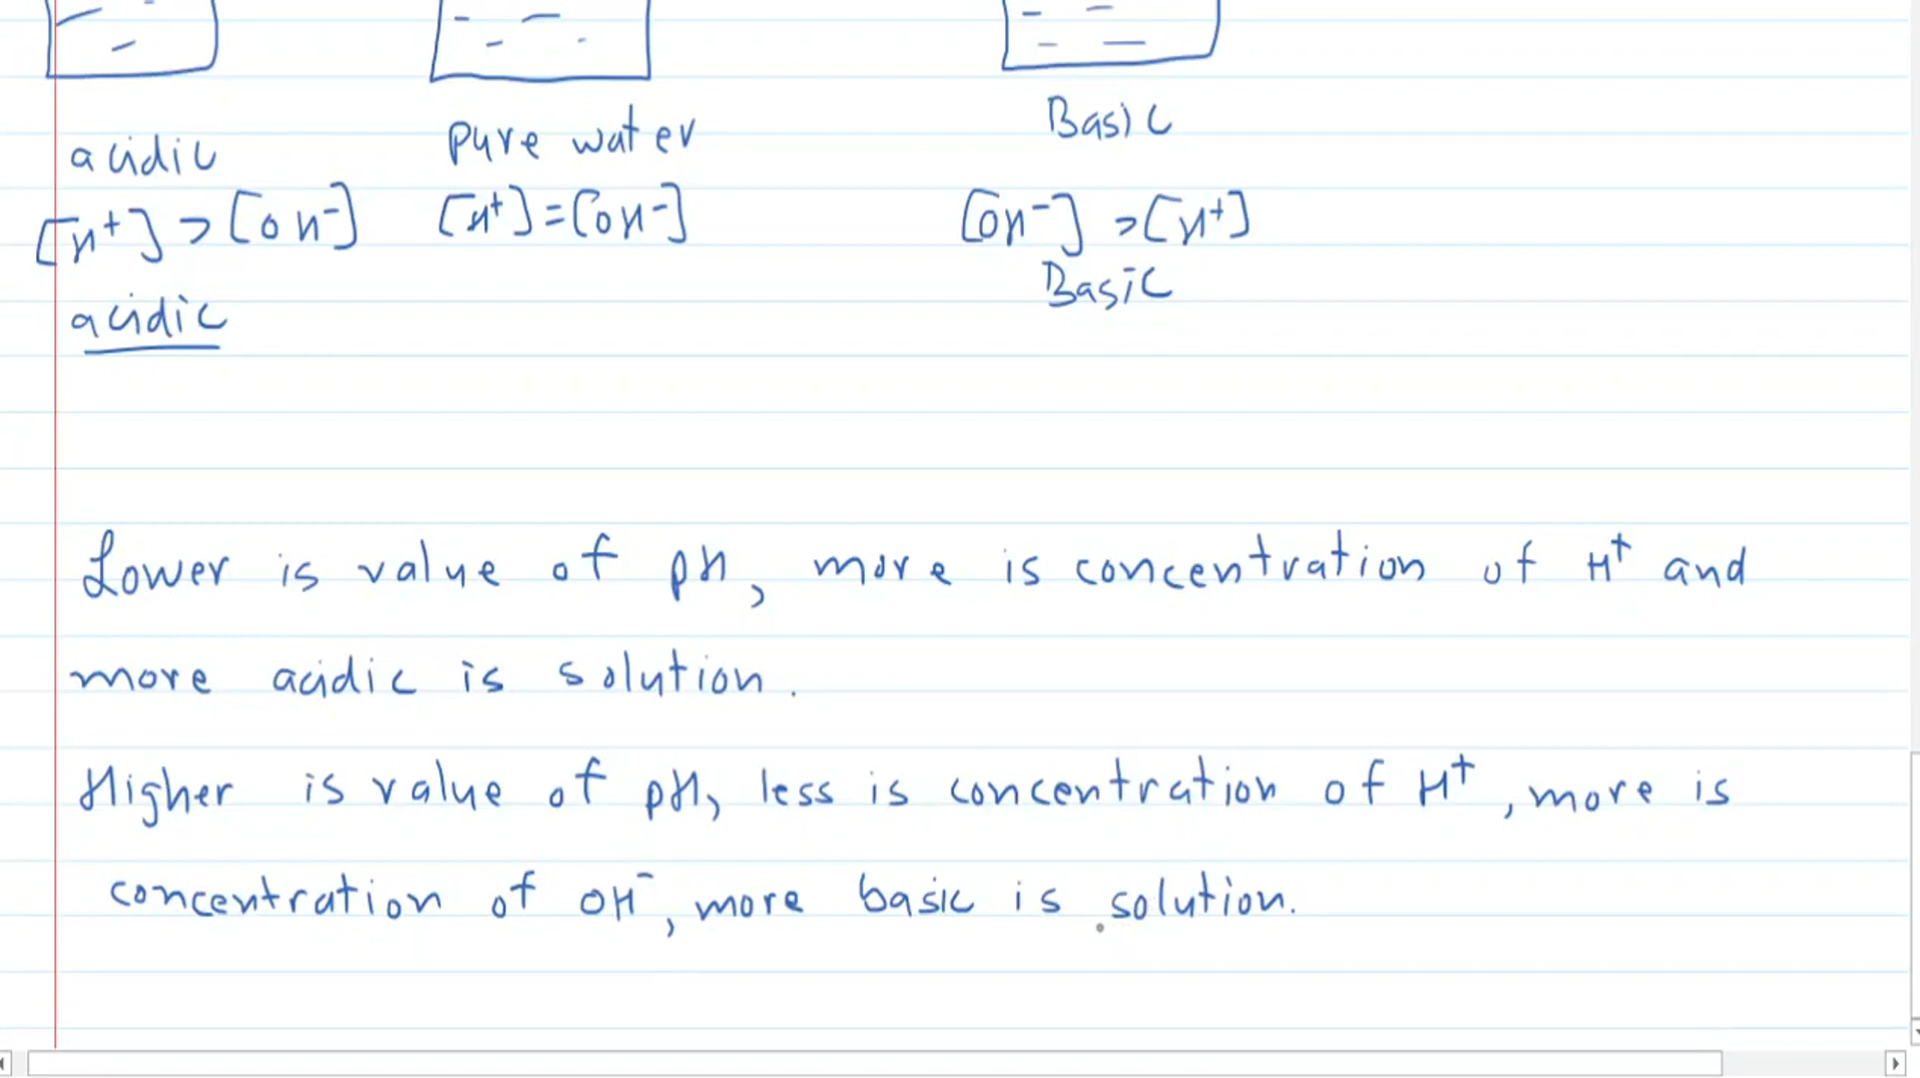 acidic pure water Basic
[H⁺] > [OH⁻] [H⁺] = [OH⁻] [OH⁻] > [H⁺]
acidic Basic
Lower is value of pH, more is concentration of H⁺ and
more acidic is solution.
Higher is value of pH, less is concentration of H⁺, more is
concentration of OH⁻, more basic is solution.